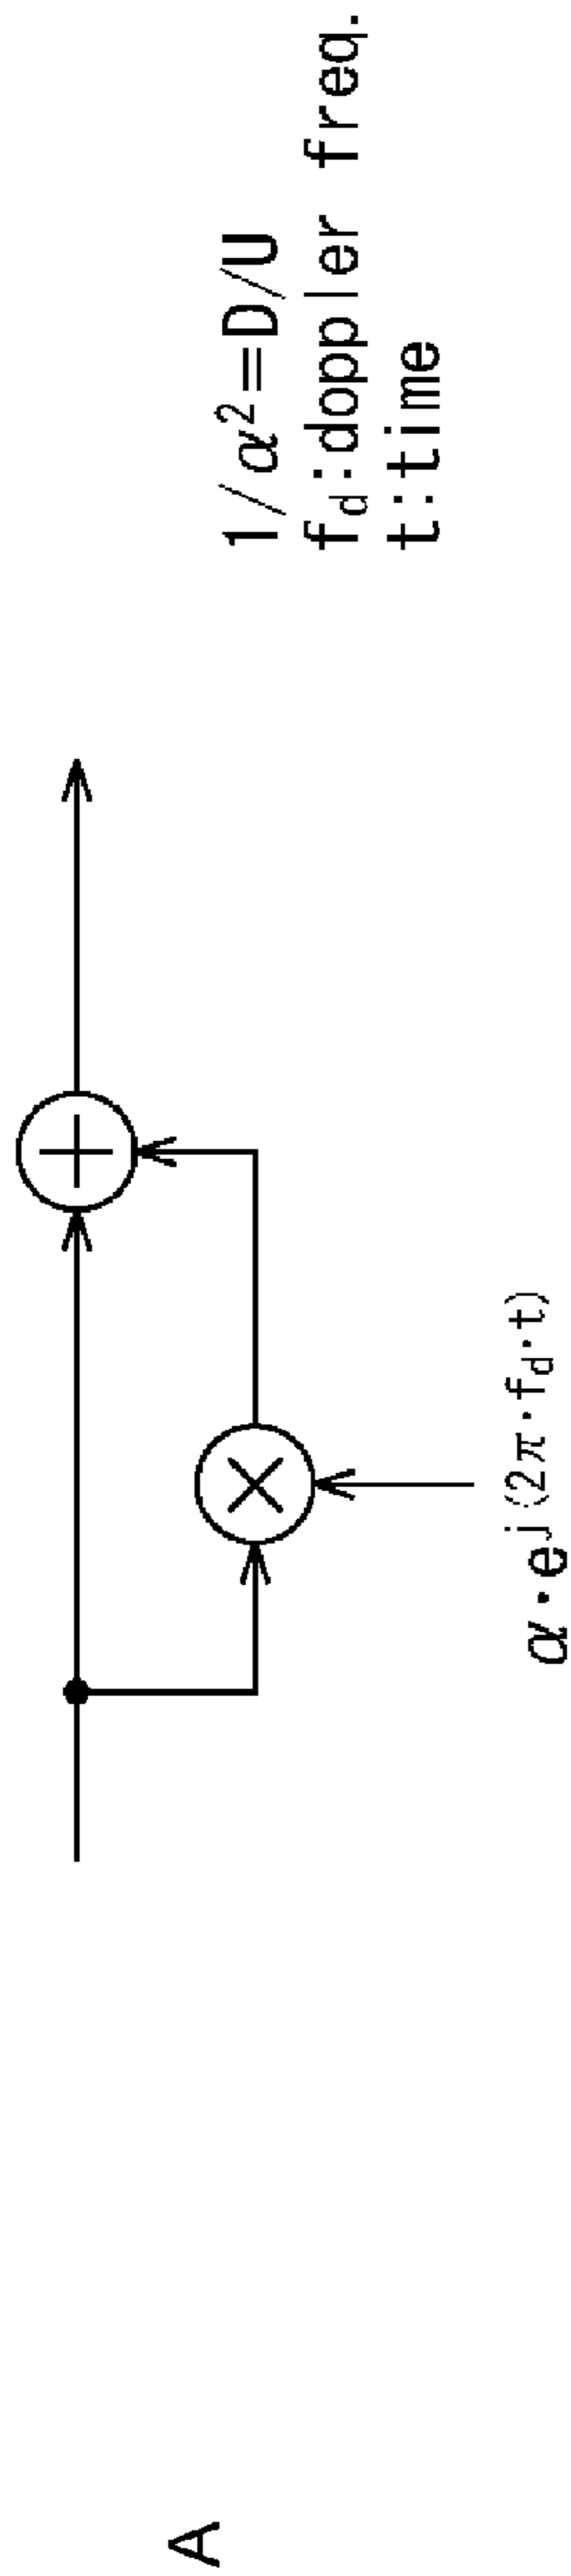 A
α·e^j(2π·f_d·t)
1/α²=D/U
f_d:doppler freq.
t:time